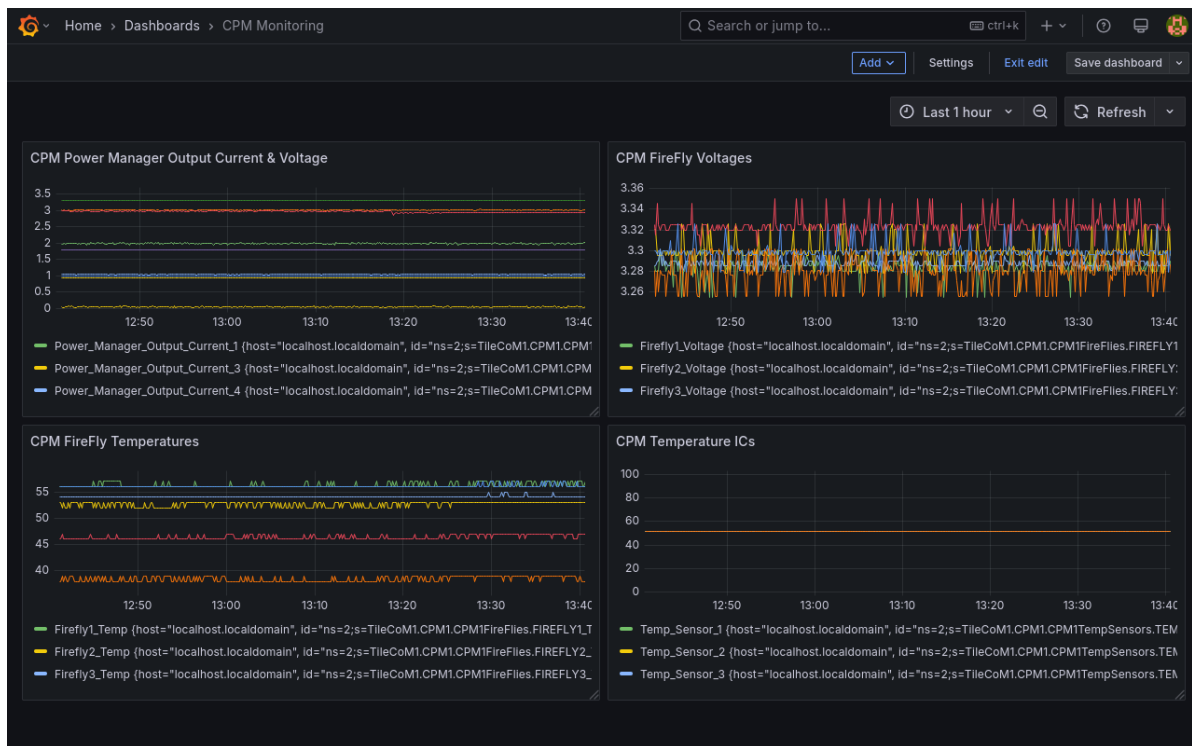 Home › Dashboards › CPM Monitoring
Search or jump to...
ctrl+k
Add
Settings
Exit edit
Save dashboard
Last 1 hour
Refresh
CPM Power Manager Output Current & Voltage
3.5
3
2.5
2
1.5
1
0.5
0
12:50 13:00 13:10 13:20 13:30 13:40
Power_Manager_Output_Current_1 {host="localhost.localdomain", id="ns=2;s=TileCoM1.CPM1.CPM1
Power_Manager_Output_Current_3 {host="localhost.localdomain", id="ns=2;s=TileCoM1.CPM1.CPM
Power_Manager_Output_Current_4 {host="localhost.localdomain", id="ns=2;s=TileCoM1.CPM1.CPM
CPM FireFly Voltages
3.36
3.34
3.32
3.3
3.28
3.26
12:50 13:00 13:10 13:20 13:30 13:40
Firefly1_Voltage {host="localhost.localdomain", id="ns=2;s=TileCoM1.CPM1.CPM1FireFlies.FIREFLY1
Firefly2_Voltage {host="localhost.localdomain", id="ns=2;s=TileCoM1.CPM1.CPM1FireFlies.FIREFLY
Firefly3_Voltage {host="localhost.localdomain", id="ns=2;s=TileCoM1.CPM1.CPM1FireFlies.FIREFLY
CPM FireFly Temperatures
55
50
45
40
12:50 13:00 13:10 13:20 13:30 13:40
Firefly1_Temp {host="localhost.localdomain", id="ns=2;s=TileCoM1.CPM1.CPM1FireFlies.FIREFLY1_T
Firefly2_Temp {host="localhost.localdomain", id="ns=2;s=TileCoM1.CPM1.CPM1FireFlies.FIREFLY2_
Firefly3_Temp {host="localhost.localdomain", id="ns=2;s=TileCoM1.CPM1.CPM1FireFlies.FIREFLY3_
CPM Temperature ICs
100
80
60
40
20
0
12:50 13:00 13:10 13:20 13:30 13:40
Temp_Sensor_1 {host="localhost.localdomain", id="ns=2;s=TileCoM1.CPM1.CPM1TempSensors.TEM
Temp_Sensor_2 {host="localhost.localdomain", id="ns=2;s=TileCoM1.CPM1.CPM1TempSensors.TEM
Temp_Sensor_3 {host="localhost.localdomain", id="ns=2;s=TileCoM1.CPM1.CPM1TempSensors.TEM